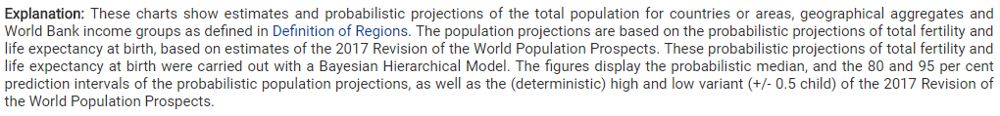 Explanation: These charts show estimates and probabilistic projections of the total population for countries or areas, geographical aggregates and
World Bank income groups as defined in Definition of Regions. The population projections are based on the probabilistic projections of total fertility and
life expectancy at birth, based on estimates of the 2017 Revision of the World Population Prospects. These probabilistic projections of total fertility and
life expectancy at birth were carried out with a Bayesian Hierarchical Model. The figures display the probabilistic median, and the 80 and 95 per cent
prediction intervals of the probabilistic population projections, as well as the (deterministic) high and low variant (+/- 0.5 child) of the 2017 Revision of
the World Population Prospects.